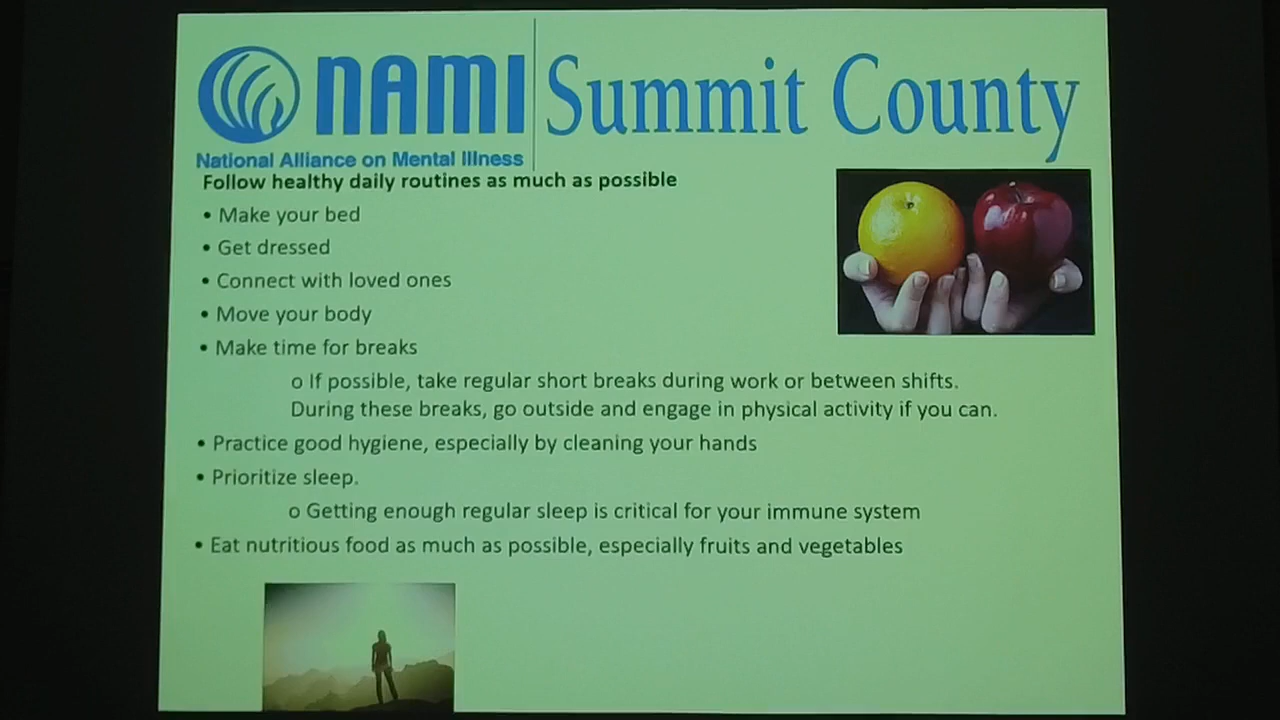 NAMI Summit County
National Alliance on Mental Illness
Follow healthy daily routines as much as possible
• Make your bed
• Get dressed
• Connect with loved ones
• Move your body
• Make time for breaks
o If possible, take regular short breaks during work or between shifts.
During these breaks, go outside and engage in physical activity if you can.
• Practice good hygiene, especially by cleaning your hands
• Prioritize sleep.
o Getting enough regular sleep is critical for your immune system
• Eat nutritious food as much as possible, especially fruits and vegetables